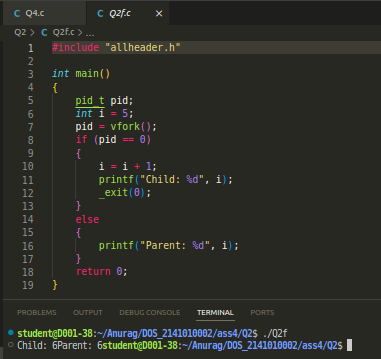 C Q4.c C Q2f.c ×
Q2 > C Q2f.c > ...
1 #include "allheader.h"
2
3 int main()
4 {
5 pid_t pid;
6 int i = 5;
7 pid = vfork();
8 if (pid == 0)
9 {
10 i = i + 1;
11 printf("Child: %d", i);
12 _exit(0);
13 }
14 else
15 {
16 printf("Parent: %d", i);
17 }
18 return 0;
19 }
PROBLEMS OUTPUT DEBUG CONSOLE TERMINAL PORTS
student@D001-38:~/Anurag/DOS_2141010002/ass4/Q2$ ./Q2f
Child: 6Parent: 6student@D001-38:~/Anurag/DOS_2141010002/ass4/Q2$